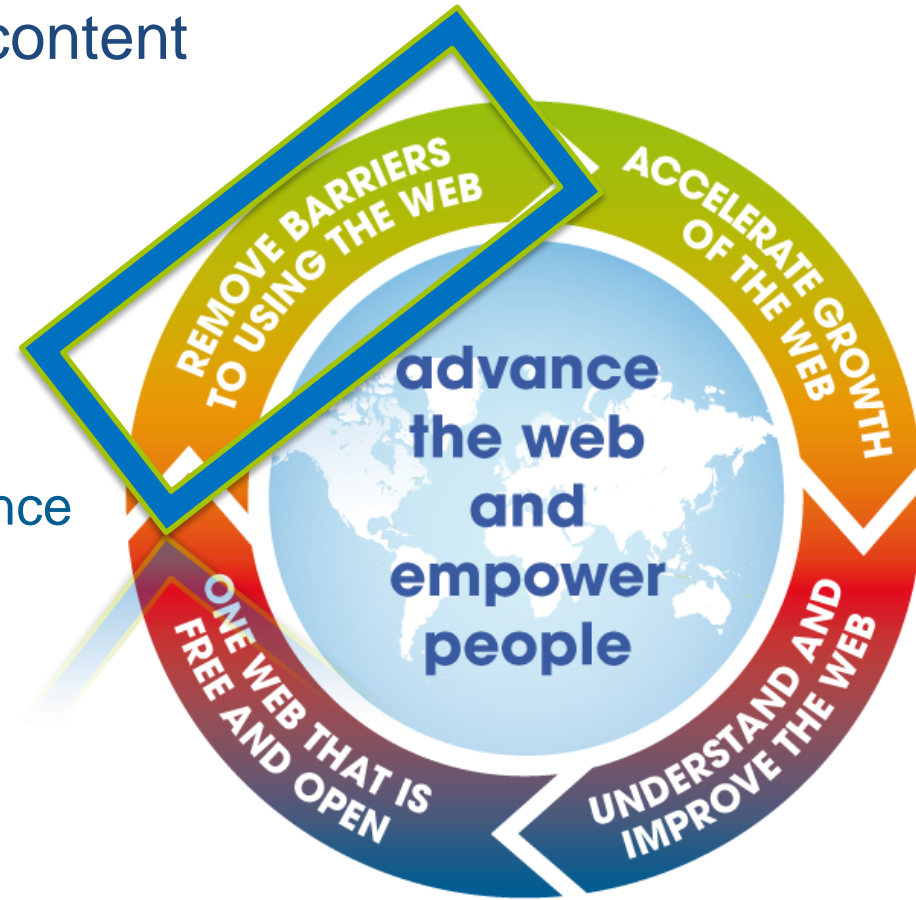 content
REMOVE BARRIERS
TO USING THE WEB
ACCELERATE GROWTH
OF THE WEB
advance
the web
and
empower
people
nce
ONE WEB THAT IS
FREE AND OPEN
UNDERSTAND AND
IMPROVE THE WEB